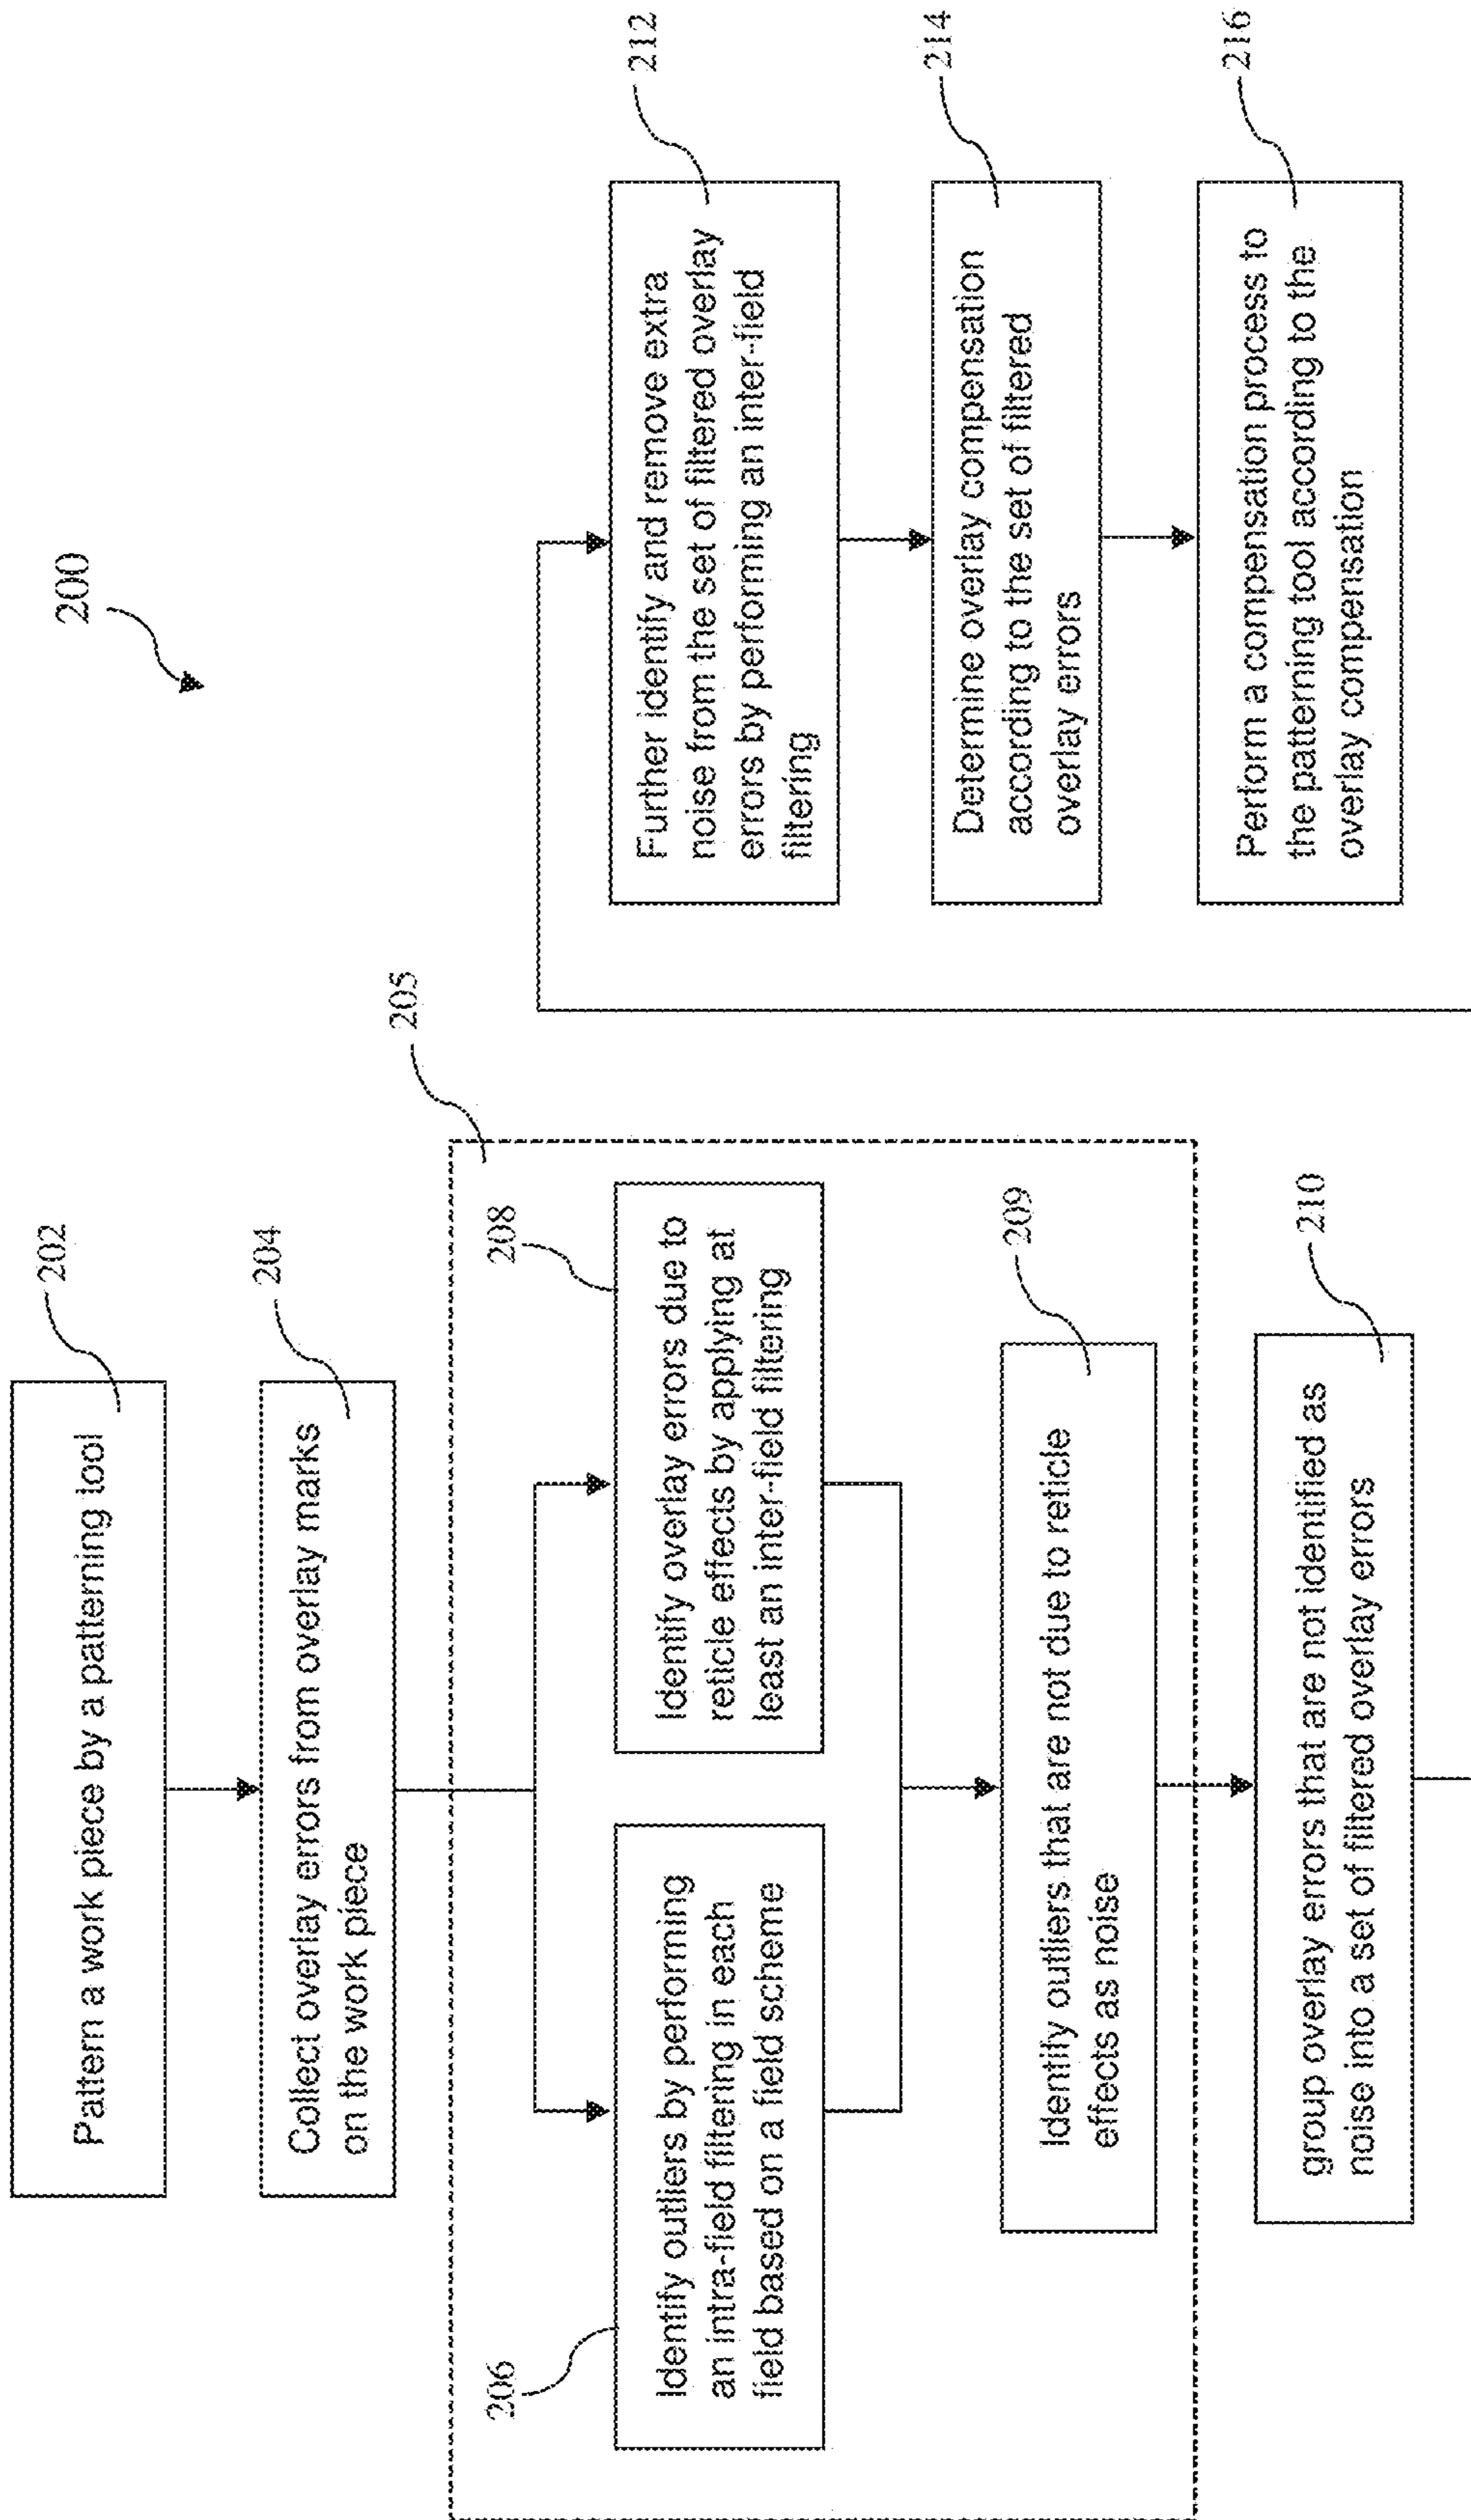 200
202
Pattern a work piece by a patterning tool
204
Collect overlay errors from overlay marks
on the work piece
205
206
Identify outliers by performing
an intra-field filtering in each
field based on a field scheme
208
Identify overlay errors due to
reticle effects by applying at
least an inter-field filtering
209
Identify outliers that are not due to reticle
effects as noise
210
group overlay errors that are not identified as
noise into a set of filtered overlay errors
212
Further identify and remove extra
noise from the set of filtered overlay
errors by performing an inter-field
filtering
214
Determine overlay compensation
according to the set of filtered
overlay errors
216
Perform a compensation process to
the patterning tool according to the
overlay compensation